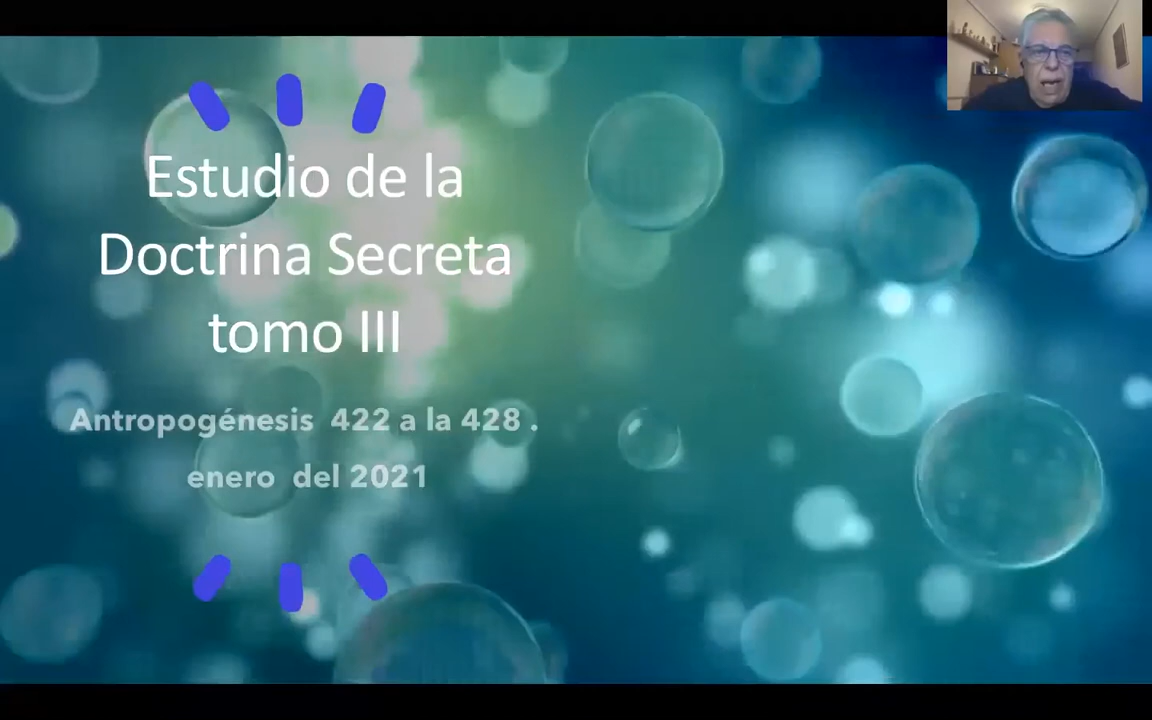 Estudio de la
Doctrina Secreta
tomo III
Antropogénesis 422 a la 428 .
enero del 2021